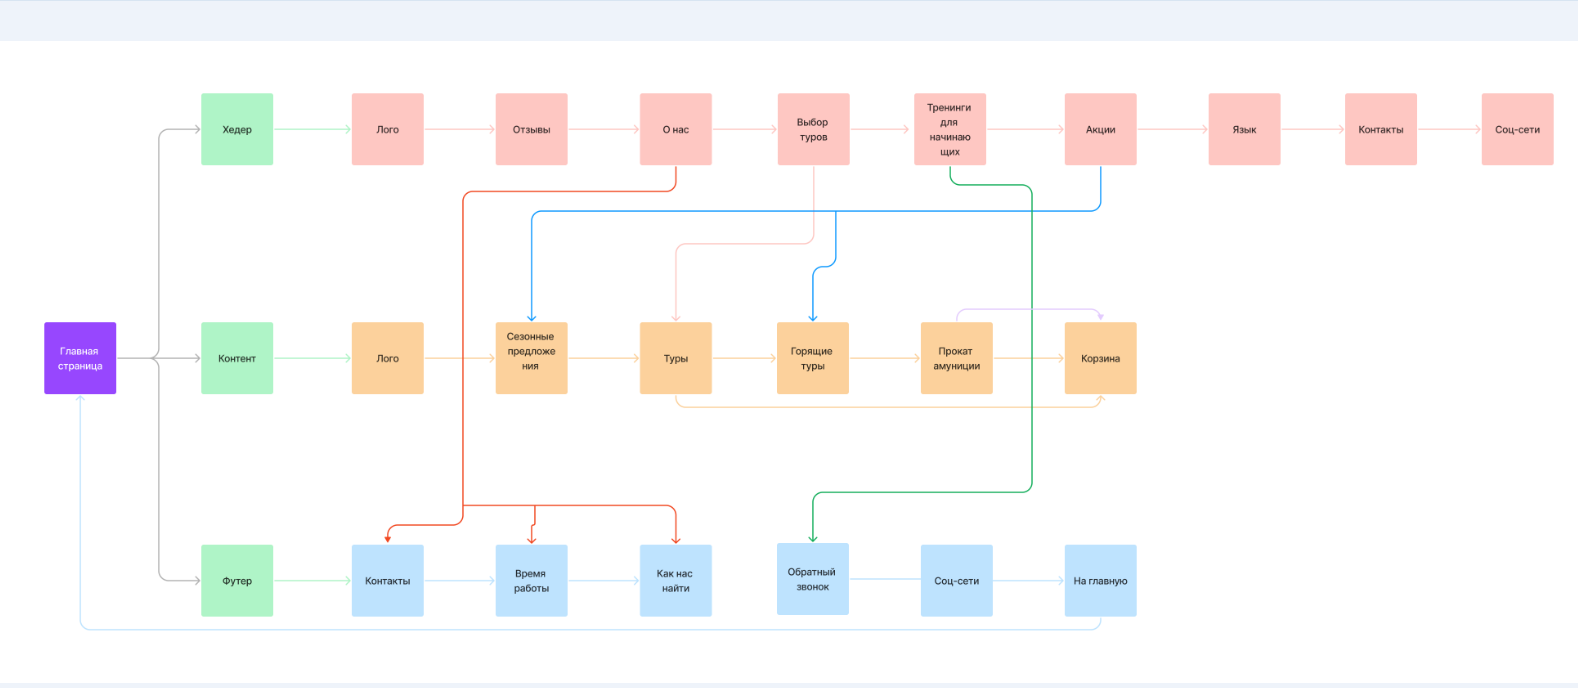 Хедер
Лого
Отзывы
О нас
Выбор
туров
Тренинги
для
начинаю
щих
Акции
Язык
Контакты
Соц-сети
Главная
страница
Контент
Лого
Сезонные
предложе
ния
Туры
Горящие
туры
Прокат
амуниции
Корзина
Футер
Контакты
Время
работы
Как нас
найти
Обратный
звонок
Соц-сети
На главную